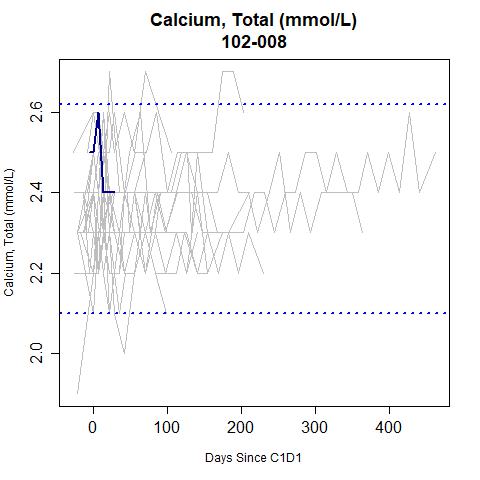 Calcium, Total (mmol/L)
102-008
Calcium, Total (mmol/L)
2.6
2.4
2.2
2.0
0 100 200 300 400
Days Since C1D1